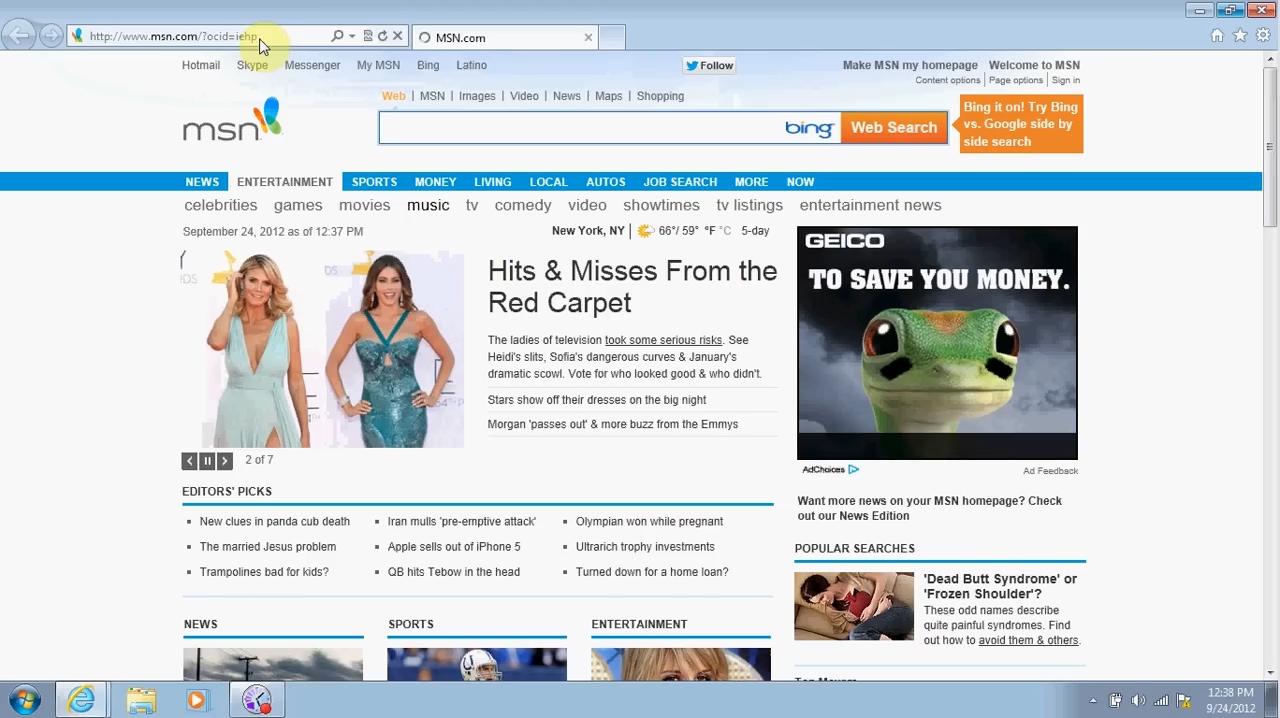 http://www.msn.com/?ocid=iehp
MSN.com
Hotmail Skype Messenger My MSN Bing Latino
Follow
Make MSN my homepage Welcome to MSN
Content options | Page options | Sign in
Web | MSN | Images | Video | News | Maps | Shopping
msn
bing Web Search
Bing it on! Try Bing
vs. Google side by
side search
NEWS ENTERTAINMENT SPORTS MONEY LIVING LOCAL AUTOS JOB SEARCH MORE NOW
celebrities games movies music tv comedy video showtimes tv listings entertainment news
September 24, 2012 as of 12:37 PM
New York, NY | 66°/ 59° °F °C 5-day
Hits & Misses From the
Red Carpet
The ladies of television took some serious risks. See
Heidi's slits, Sofia's dangerous curves & January's
dramatic scowl. Vote for who looked good & who didn't.
Stars show off their dresses on the big night
Morgan 'passes out' & more buzz from the Emmys
2 of 7
GEICO
TO SAVE YOU MONEY.
AdChoices
Ad Feedback
EDITORS' PICKS
New clues in panda cub death
The married Jesus problem
Trampolines bad for kids?
Iran mulls 'pre-emptive attack'
Apple sells out of iPhone 5
QB hits Tebow in the head
Olympian won while pregnant
Ultrarich trophy investments
Turned down for a home loan?
Want more news on your MSN homepage? Check
out our News Edition
POPULAR SEARCHES
'Dead Butt Syndrome' or
'Frozen Shoulder'?
These odd names describe
quite painful syndromes. Find
out how to avoid them & others.
NEWS
SPORTS
ENTERTAINMENT
12:38 PM
9/24/2012